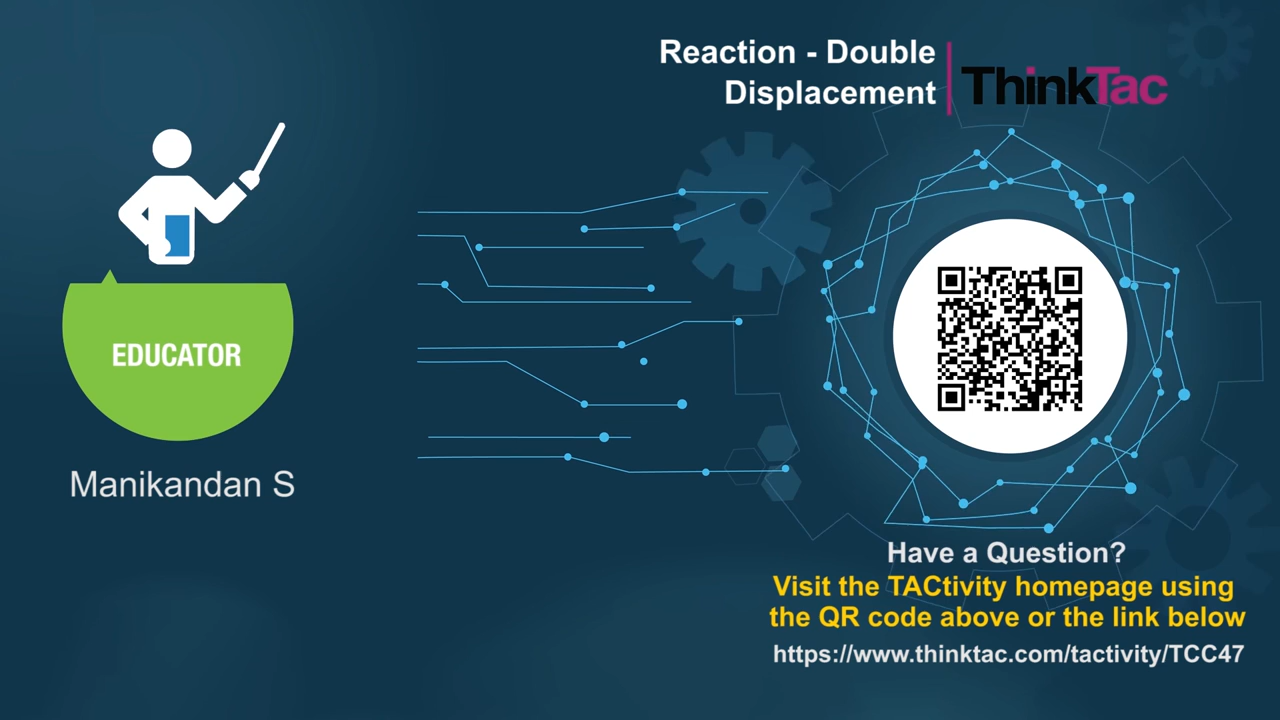 Reaction - Double
Displacement
ThinkTac
EDUCATOR
Manikandan S
Have a Question?
Visit the TACtivity homepage using
the QR code above or the link below
https://www.thinktac.com/tactivity/TCC47